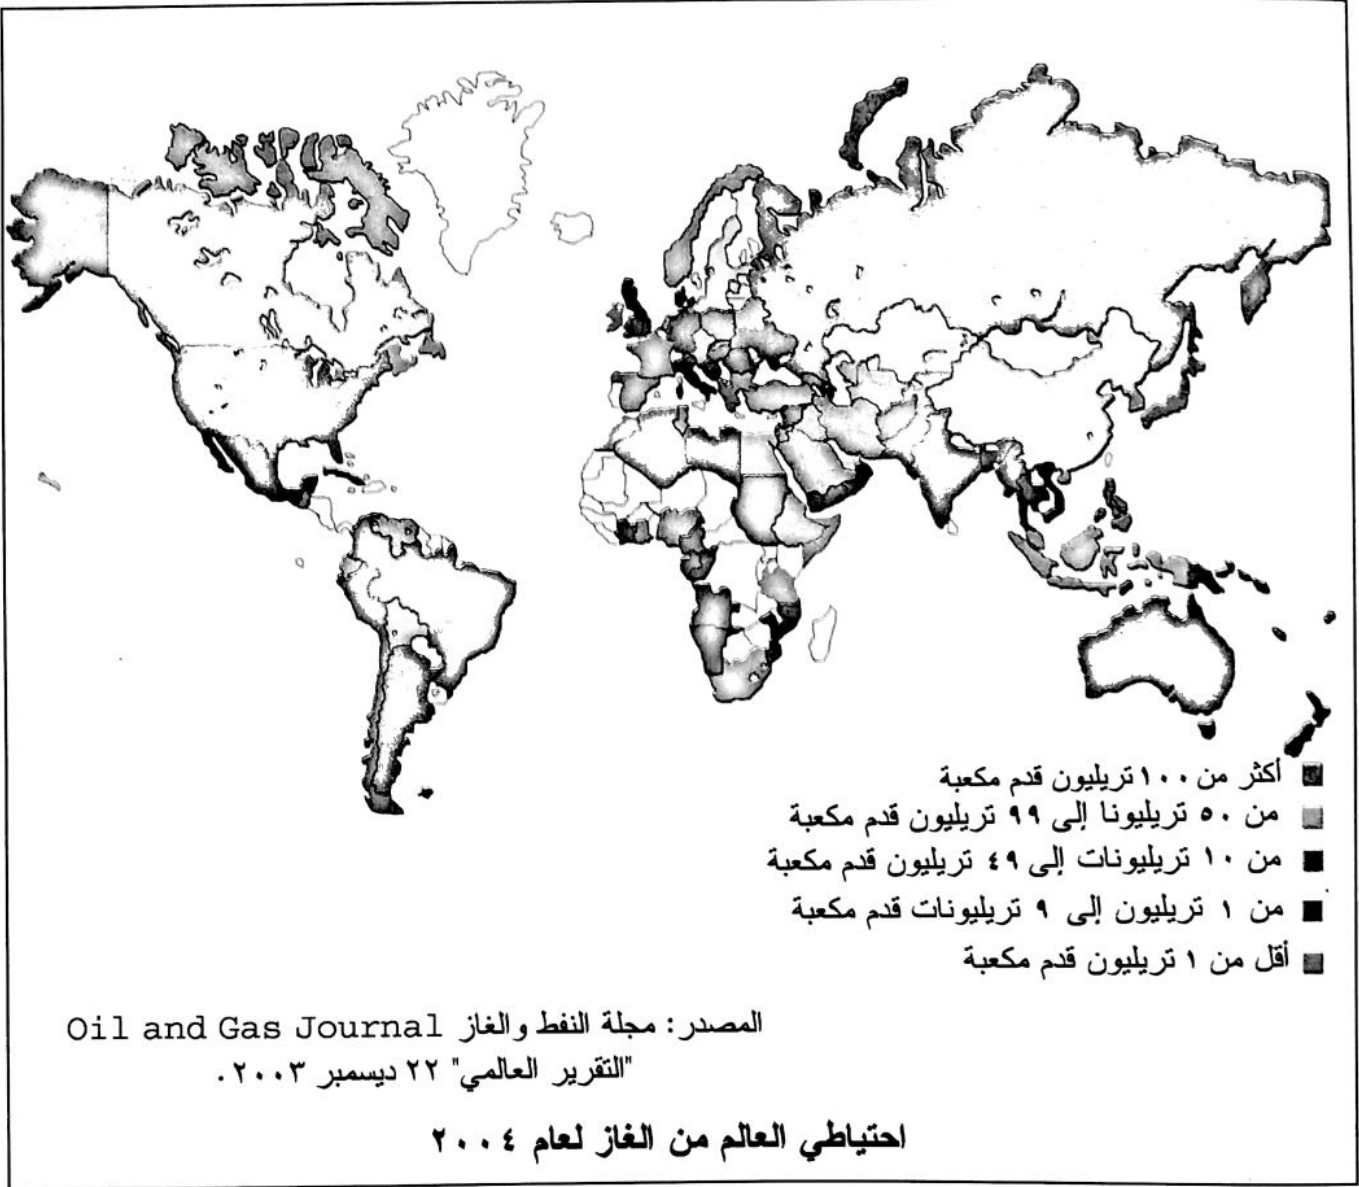 أكثر من ١٠٠ تريليون قدم مكعبة
من ٥٠ تريليونا إلى ٩٩ تريليون قدم مكعبة
من ١٠ تريليونات إلى ٤٩ تريليون قدم مكعبة
من ١ تريليون إلى ٩ تريليونات قدم مكعبة
أقل من ١ تريليون قدم مكعبة
المصدر: مجلة النفط والغاز Oil and Gas Journal
"التقرير العالمي" ٢٢ ديسمبر ٢٠٠٣.
احتياطي العالم من الغاز لعام ٢٠٠٤